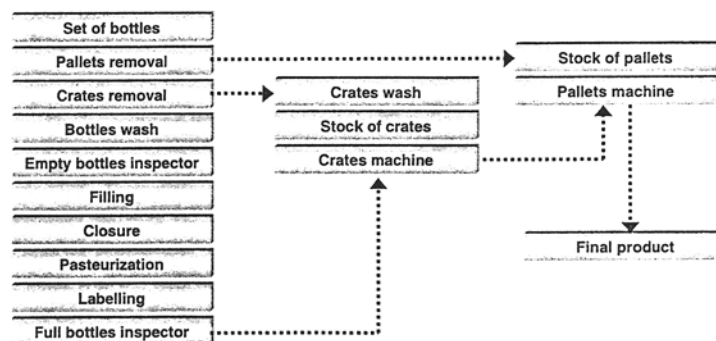 Set of bottles
Pallets removal
Crates removal
Bottles wash
Empty bottles inspector
Filling
Closure
Pasteurization
Labelling
Full bottles inspector
Crates wash
Stock of crates
Crates machine
Stock of pallets
Pallets machine
Final product